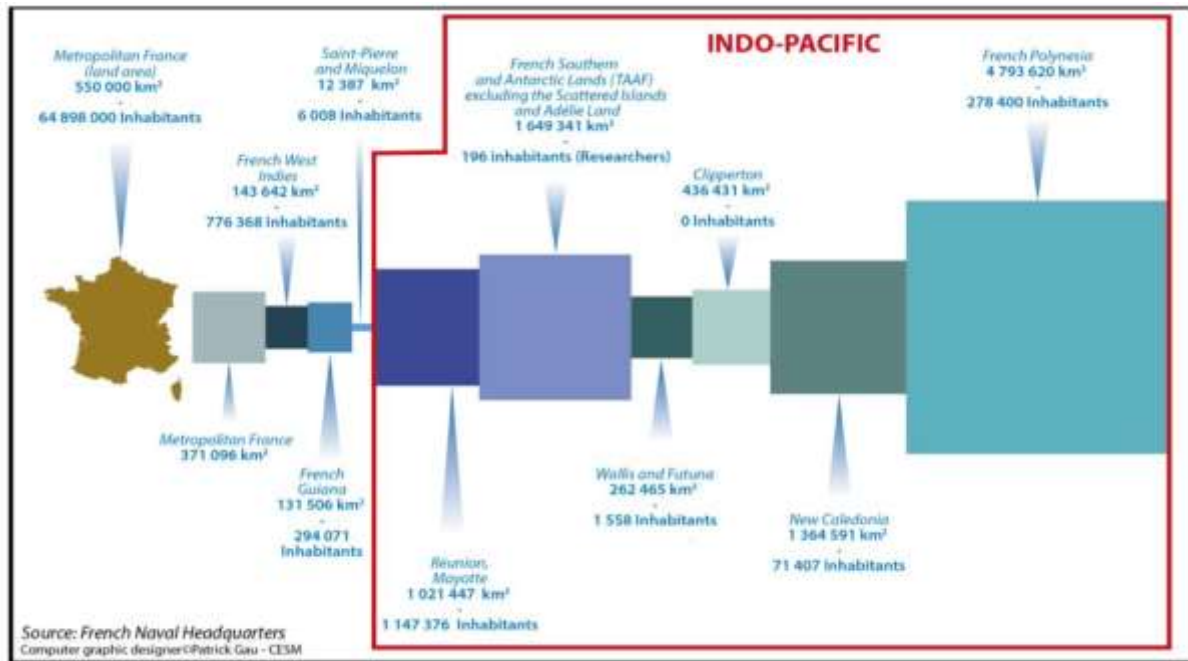 INDO-PACIFIC
Metropolitan France
(land area)
550 000 km²
-
64 898 000 Inhabitants
Saint-Pierre
and Miquelon
12 387 km²
-
6 008 Inhabitants
French West
Indies
143 642 km²
-
776 368 Inhabitants
French Southern
and Antarctic Lands (TAAF)
excluding the Scattered Islands
and Adélie Land
1 649 341 km²
-
196 inhabitants (Researchers)
Clipperton
436 431 km²
-
0 Inhabitants
French Polynesia
4 793 620 km²
-
278 400 Inhabitants
Metropolitan France
371 096 km²
French
Guiana
131 506 km²
-
294 071
Inhabitants
Réunion,
Mayotte
1 021 447 km²
-
1 147 376 Inhabitants
Wallis and Futuna
262 465 km²
-
1 558 Inhabitants
New Caledonia
1 364 591 km²
-
71 407 Inhabitants
Source: French Naval Headquarters
Computer graphic designer©Patrick Gau - CESM